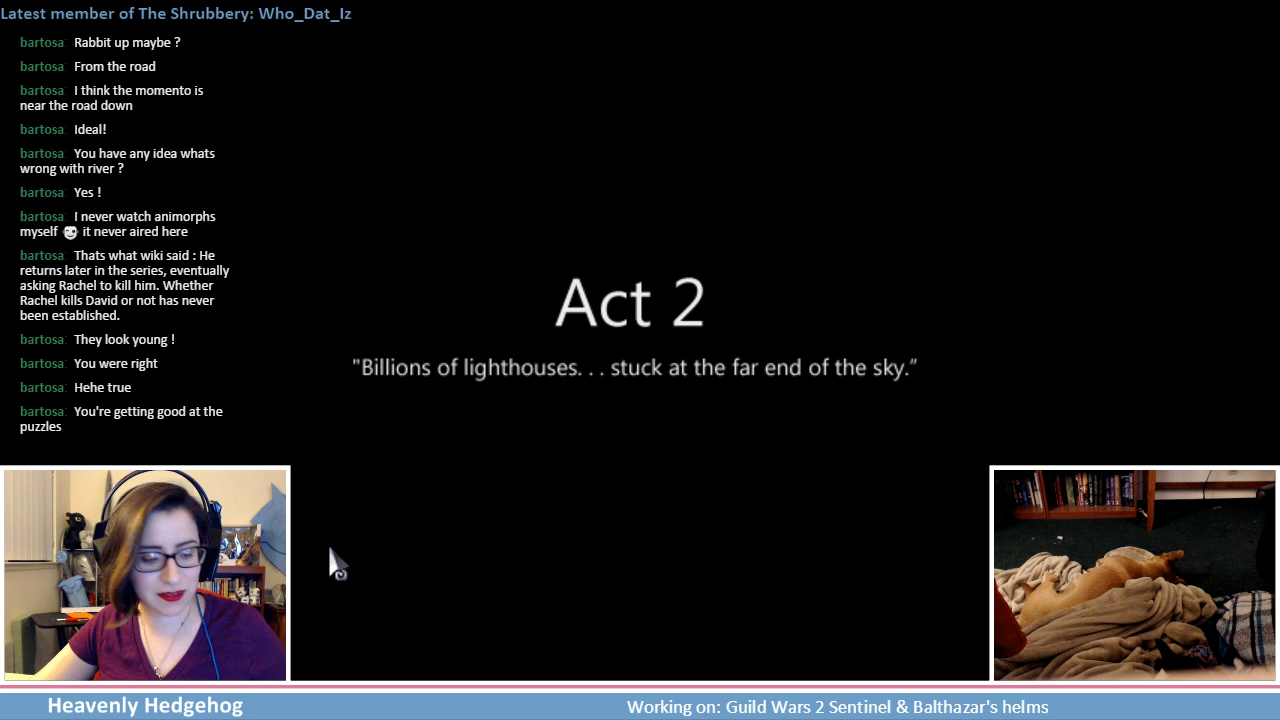 Latest member of The Shrubbery: Who_Dat_Iz
bartosa: Rabbit up maybe ?
bartosa: From the road
bartosa: I think the momento is
near the road down
bartosa: Ideal!
bartosa: You have any idea whats
wrong with river ?
bartosa: Yes !
bartosa: I never watch animorphs
myself it never aired here
bartosa: Thats what wiki said : He
returns later in the series, eventually
asking Rachel to kill him. Whether
Rachel kills David or not has never
been established.
bartosa: They look young !
bartosa: You were right
bartosa: Hehe true
bartosa: You're getting good at the
puzzles
Act 2
"Billions of lighthouses. . . stuck at the far end of the sky."
Heavenly Hedgehog
Working on: Guild Wars 2 Sentinel & Balthazar's helms